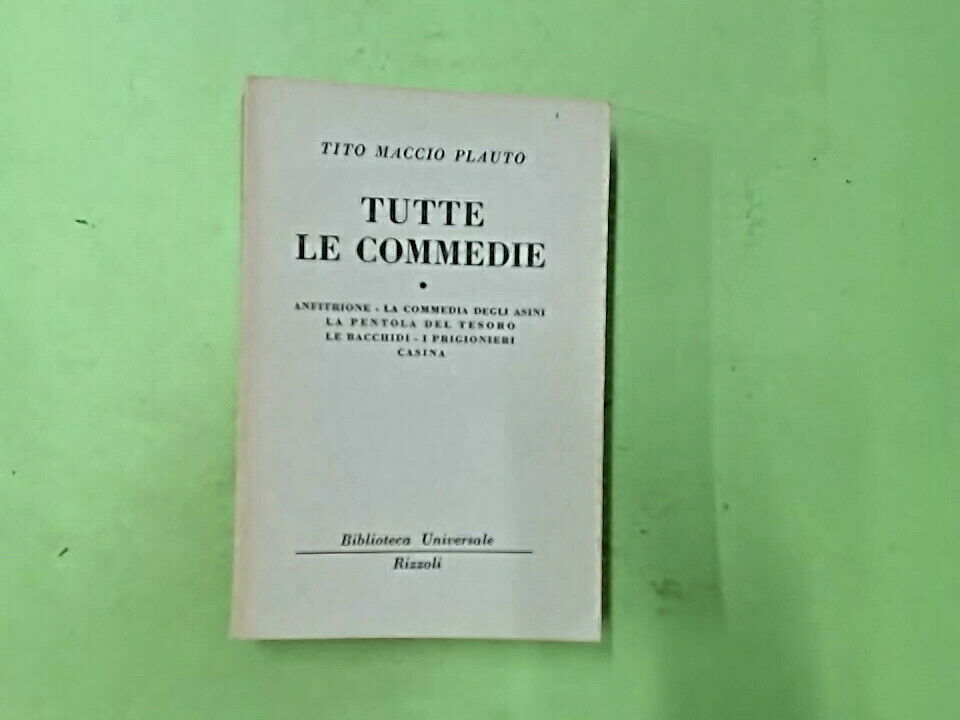 TITO MACCIO PLAUTO
TUTTE
LE COMMEDIE
•
ANFITRIONE - LA COMMEDIA DEGLI ASINI
LA PENTOLA DEL TESORO
LE BACCHIDI - I PRIGIONIERI
CASINA
Biblioteca Universale
Rizzoli